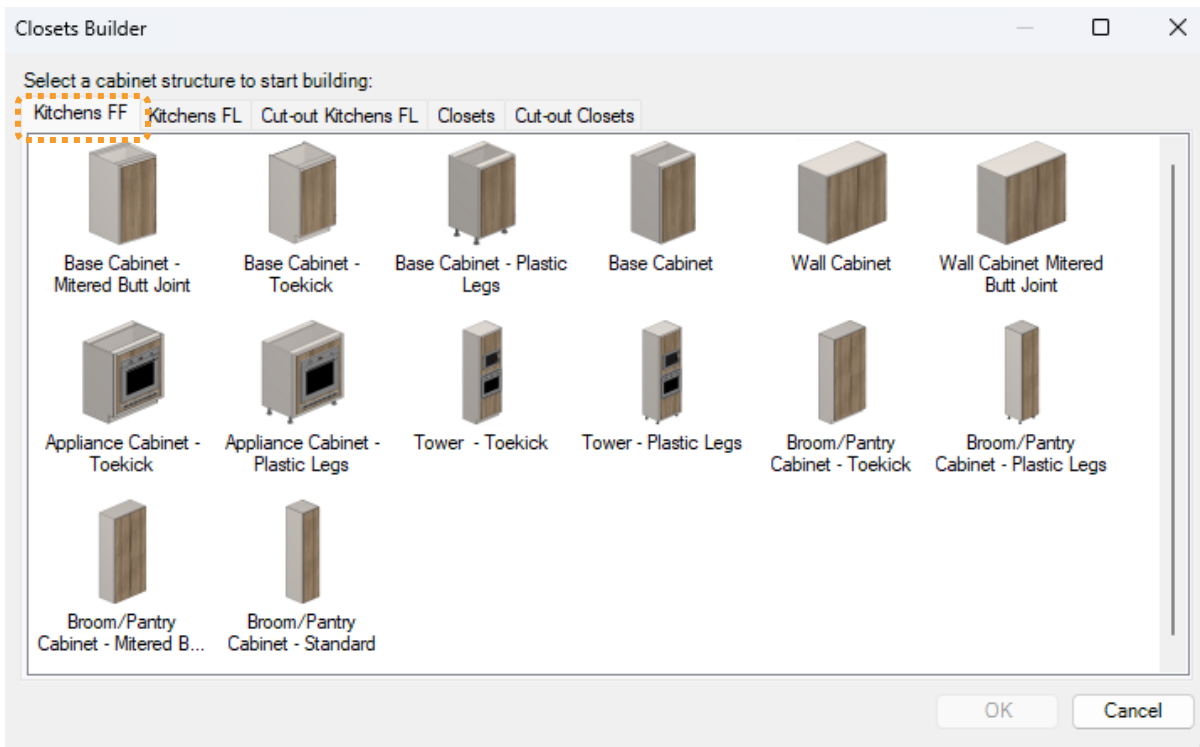 Closets Builder
Select a cabinet structure to start building:
Kitchens FF Kitchens FL Cut-out Kitchens FL Closets Cut-out Closets
Base Cabinet -
Mitered Butt Joint
Base Cabinet -
Toekick
Base Cabinet - Plastic
Legs
Base Cabinet
Wall Cabinet
Wall Cabinet Mitered
Butt Joint
Appliance Cabinet -
Toekick
Appliance Cabinet -
Plastic Legs
Tower - Toekick
Tower - Plastic Legs
Broom/Pantry
Cabinet - Toekick
Broom/Pantry
Cabinet - Plastic Legs
Broom/Pantry
Cabinet - Mitered B...
Broom/Pantry
Cabinet - Standard
OK Cancel